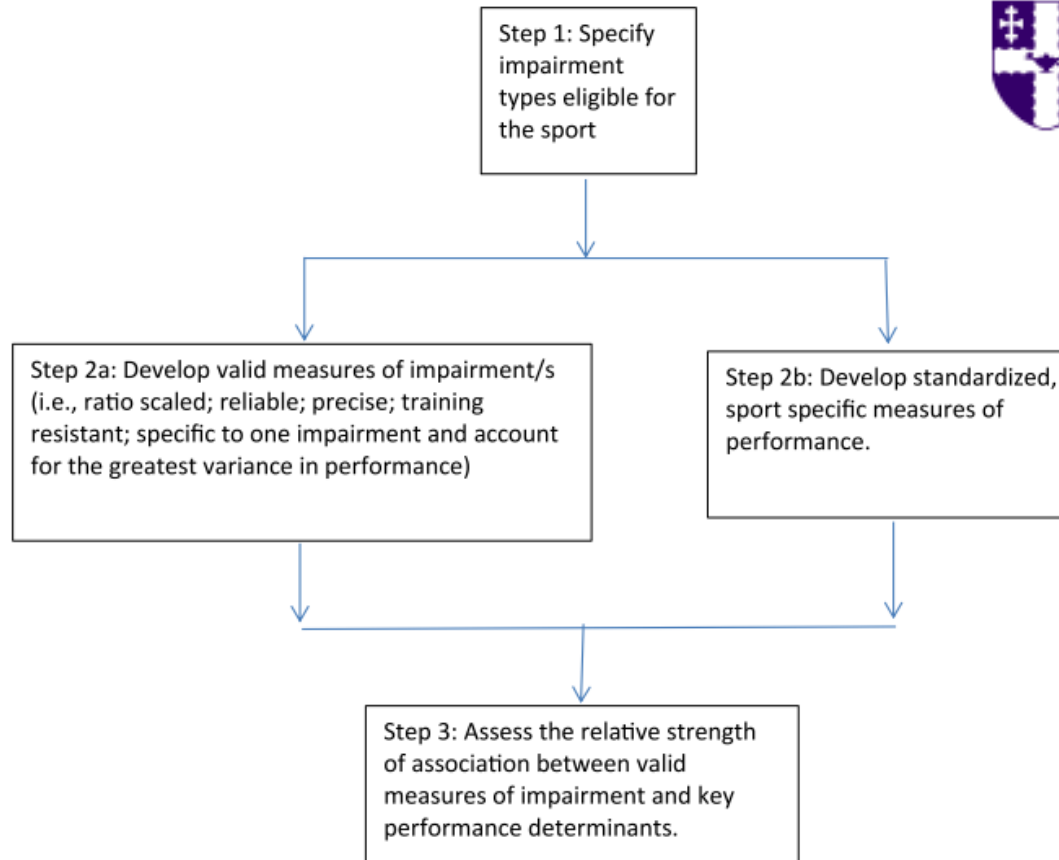 Step 1: Specify
impairment
types eligible for
the sport
Step 2a: Develop valid measures of impairment/s
(i.e., ratio scaled; reliable; precise; training
resistant; specific to one impairment and account
for the greatest variance in performance)
Step 2b: Develop standardized,
sport specific measures of
performance.
Step 3: Assess the relative strength
of association between valid
measures of impairment and key
performance determinants.